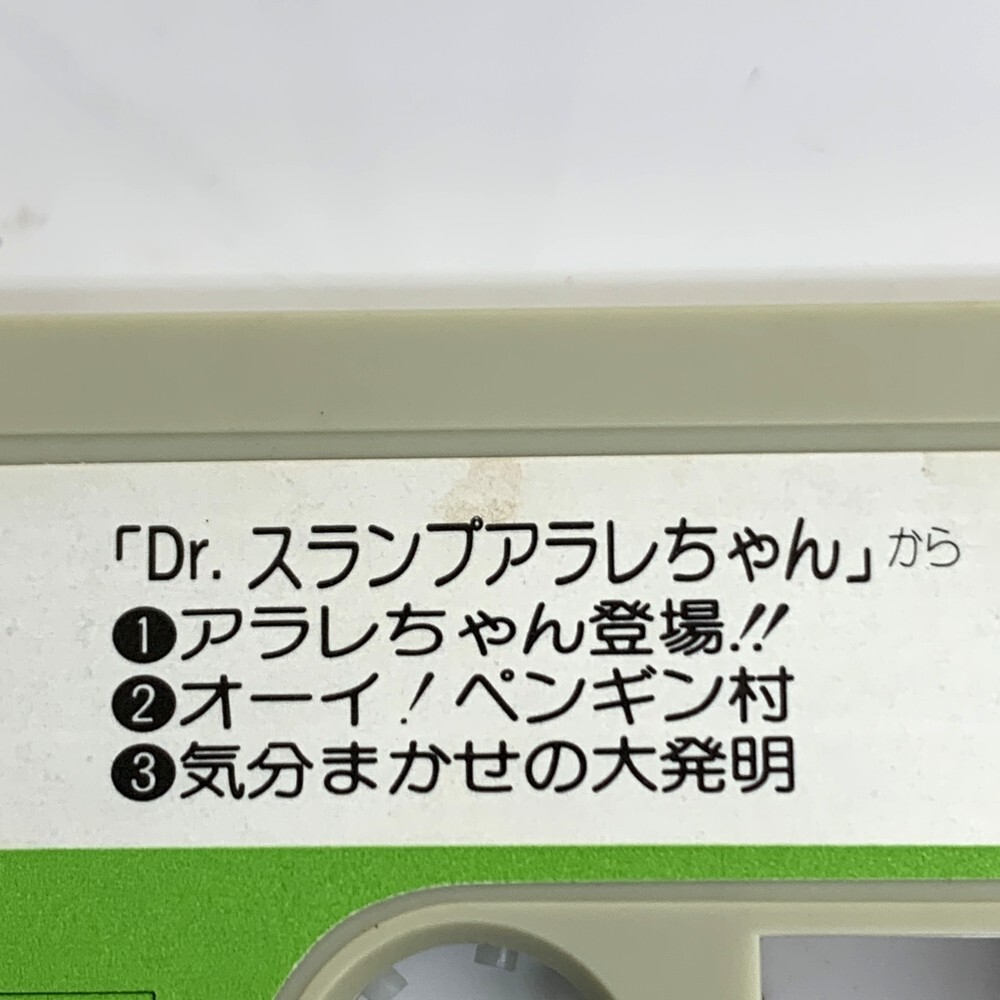 「Dr.スランプアラレちゃん」から
❶アラレちゃん登場!!
❷オーイ!ペンギン村
❸気分まかせの大発明